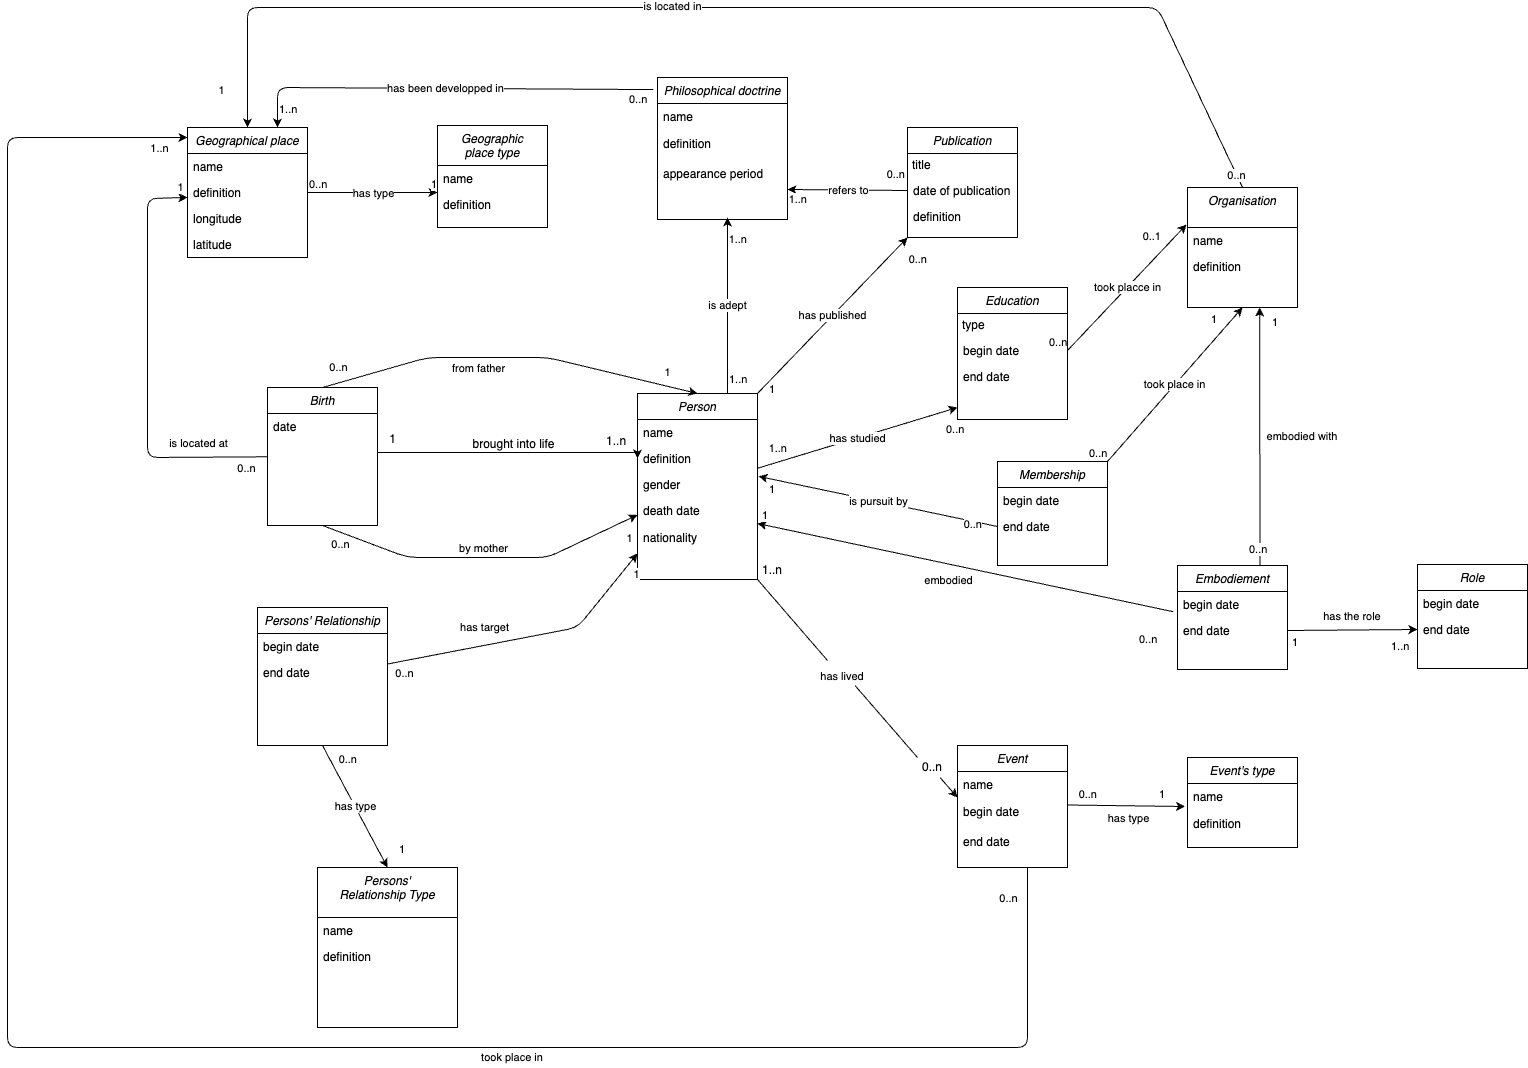 is located in
1
has been developped in
0..n
1..n
Philosophical doctrine
name
definition
appearance period
Geographical place
name
definition
longitude
latitude
1..n
1
0..n
has type
1
Geographic
place type
name
definition
Publication
title
date of publication
definition
0..n
refers to
1..n
0..n
Organisation
name
definition
0..1
took placce in
0..n
1..n
is adept
1..n
0..n
has published
1
Education
type
begin date
end date
1
1
took place in
0..n
embodied with
0..n
0..n
from father
1
Birth
date
is located at
0..n
1
brought into life
1..n
0..n
by mother
1
Person
name
definition
gender
death date
nationality
1..n
has studied
0..n
1
is pursuit by
0..n
Membership
begin date
end date
1
embodied
0..n
Embodiement
begin date
end date
1
has the role
1..n
Role
begin date
end date
1
has target
0..n
Persons' Relationship
begin date
end date
0..n
has type
1
Persons'
Relationship Type
name
definition
1..n
has lived
0..n
Event
name
begin date
end date
0..n
1
has type
Event's type
name
definition
0..n
took place in